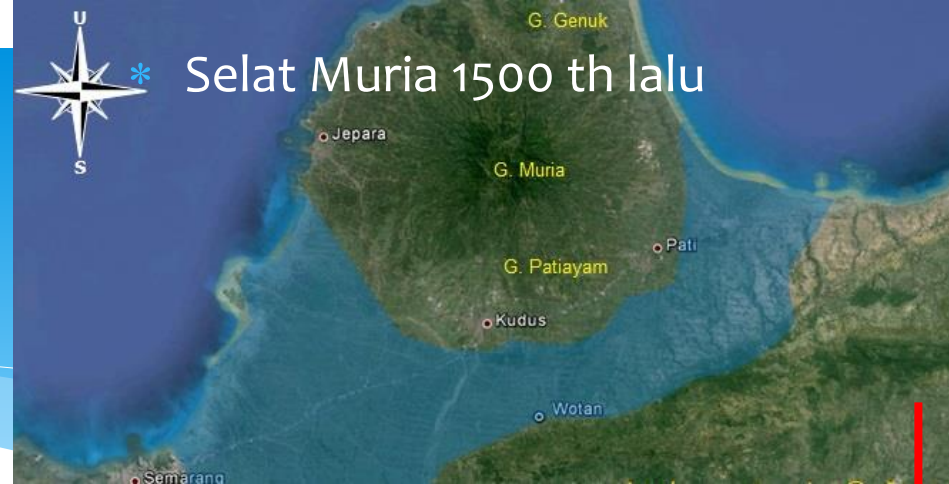 U
G. Genuk
* Selat Muria 1500 th lalu
Jepara
S
G. Muria
Pati
G. Patiayam
Kudus
Wotan
Semarang